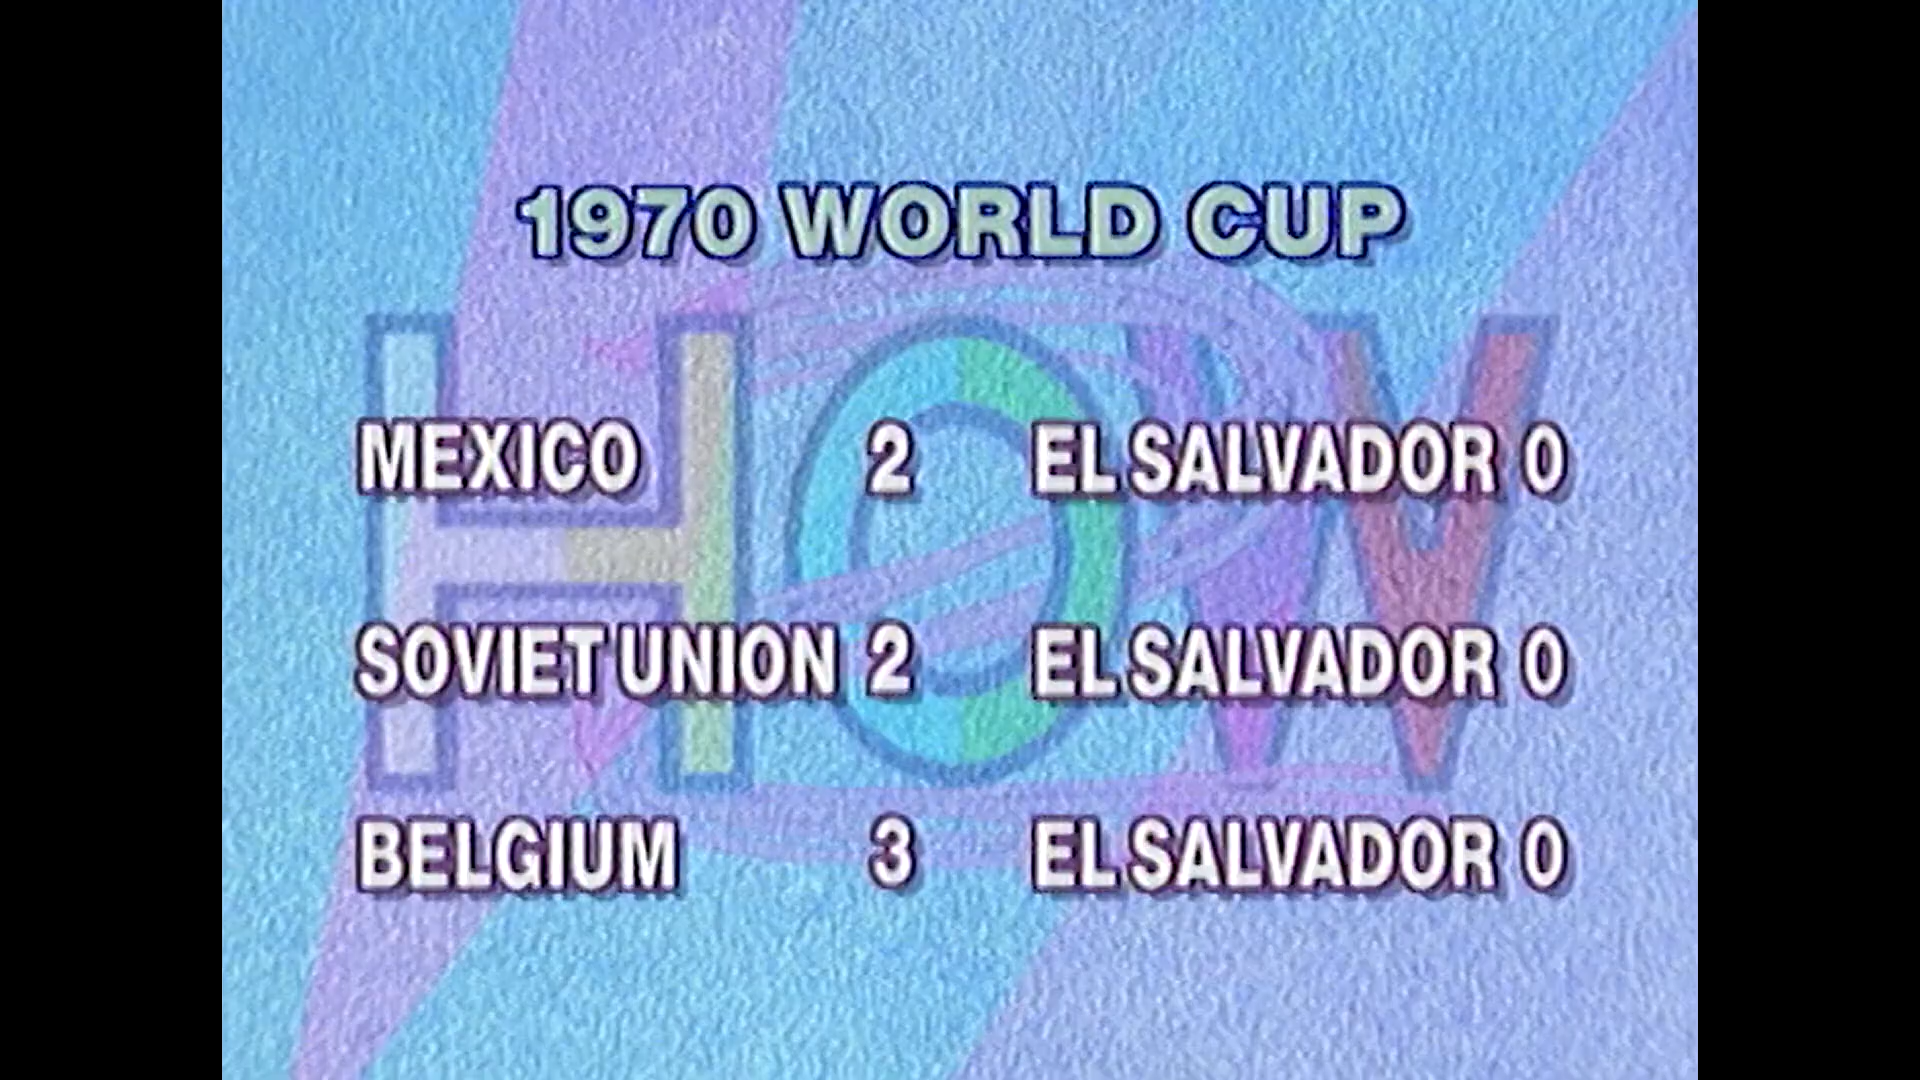 1970 WORLD CUP
HOW
MEXICO 2 EL SALVADOR 0
SOVIET UNION 2 EL SALVADOR 0
BELGIUM 3 EL SALVADOR 0